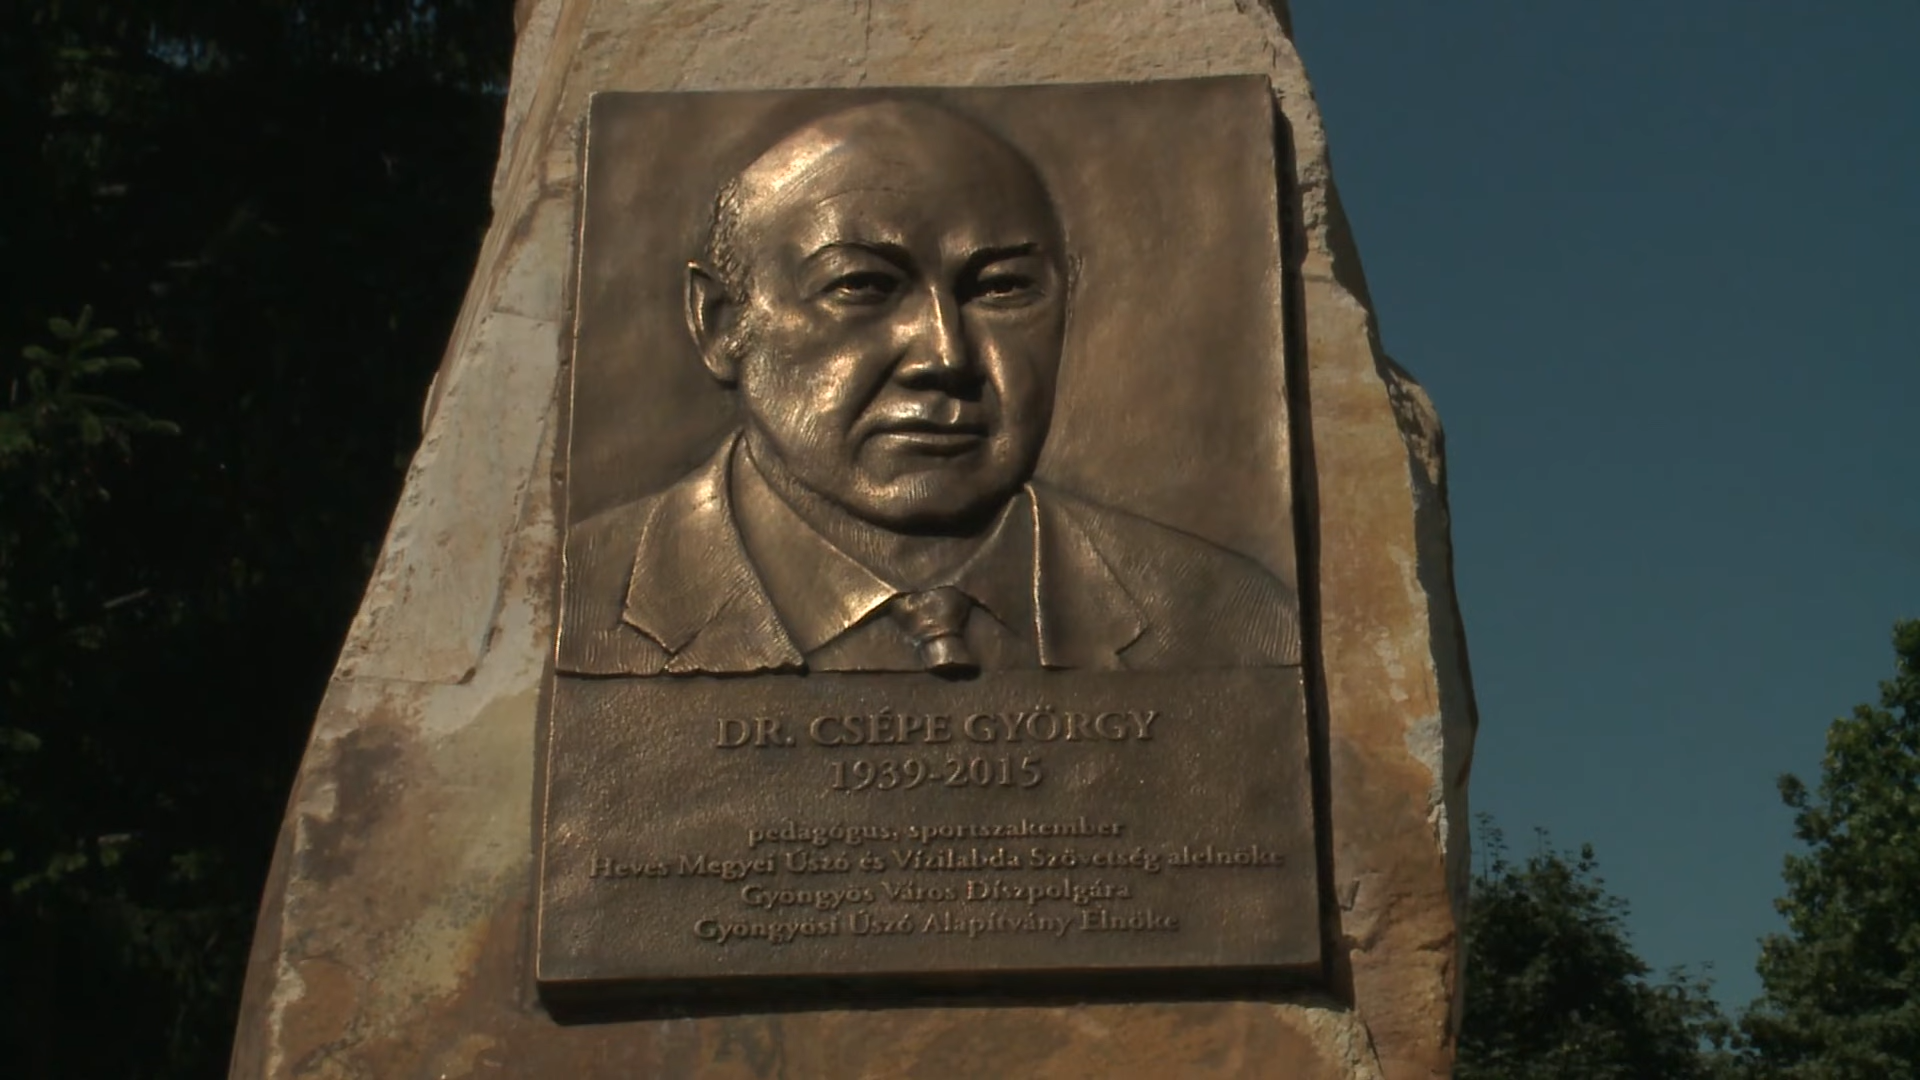 DR. CSÉPE GYÖRGY
1939-2015
pedagógus, sportszakember
Heves Megyei Úszó és Vízilabda Szövetség alelnöke
Gyöngyös Város Díszpolgára
Gyöngyösi Úszó Alapítvány Elnöke